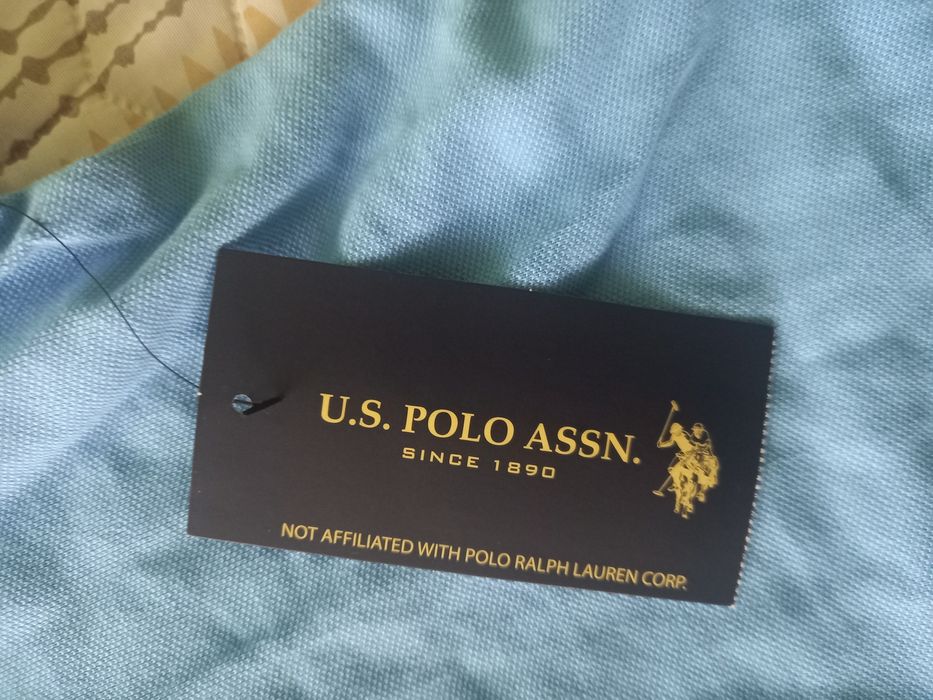 U.S. POLO ASSN.
SINCE 1890
NOT AFFILIATED WITH POLO RALPH LAUREN CORP.